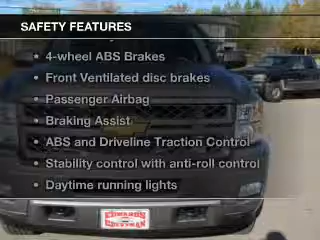 SAFETY FEATURES
4-wheel ABS Brakes
Front Ventilated disc brakes
Passenger Airbag
Braking Assist
ABS and Driveline Traction Control
Stability control with anti-roll control
Daytime running lights